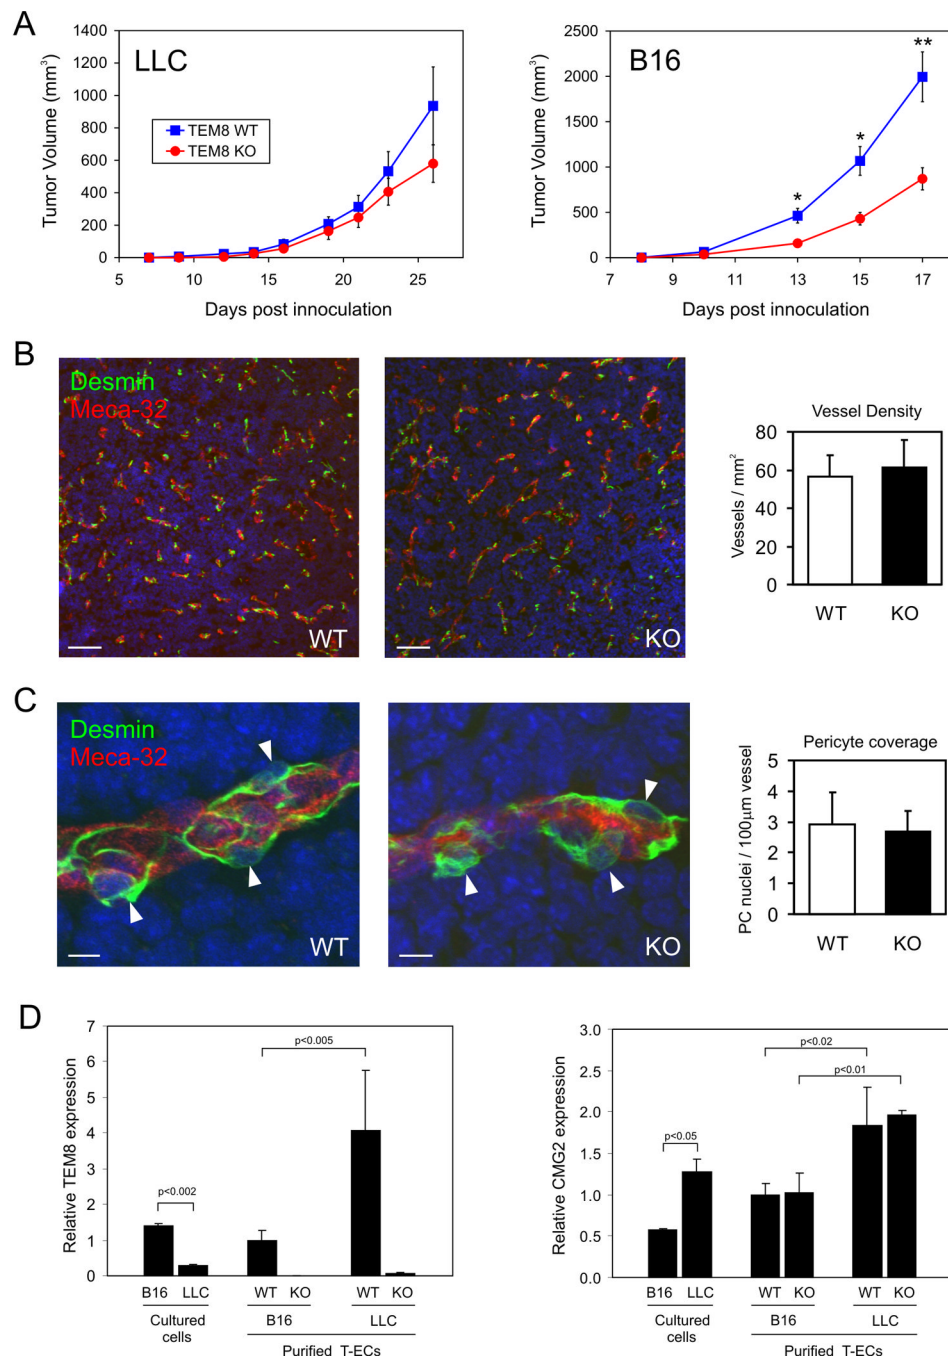 A
LLC
Tumor Volume (mm³)
1400
1200
1000
800
600
400
200
0
TEM8 WT
TEM8 KO
5
10
15
20
25
Days post innoculation
B16
Tumor Volume (mm³)
2500
2000
1500
1000
500
0
*
*
**
7
9
11
13
15
17
Days post innoculation
B
Desmin
Meca-32
WT
KO
Vessel Density
Vessels / mm²
80
60
40
20
0
WT
KO
C
Desmin
Meca-32
WT
KO
Pericyte coverage
PC nuclei / 100µm vessel
5
4
3
2
1
0
WT
KO
D
Relative TEM8 expression
7
6
5
4
3
2
1
0
p<0.002
p<0.005
B16 LLC WT KO WT KO
Cultured cells
B16
LLC
Purified T-ECs
Relative CMG2 expression
3.0
2.5
2.0
1.5
1.0
0.5
0.0
p<0.05
p<0.02
p<0.01
B16 LLC WT KO WT KO
Cultured cells
B16
LLC
Purified T-ECs